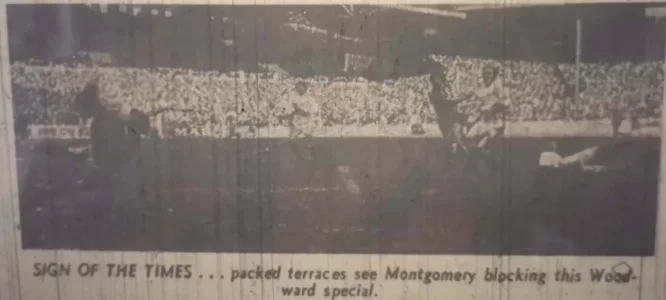 SIGN OF THE TIMES . . . packed terraces see Montgomery blocking this Wood-
ward special.